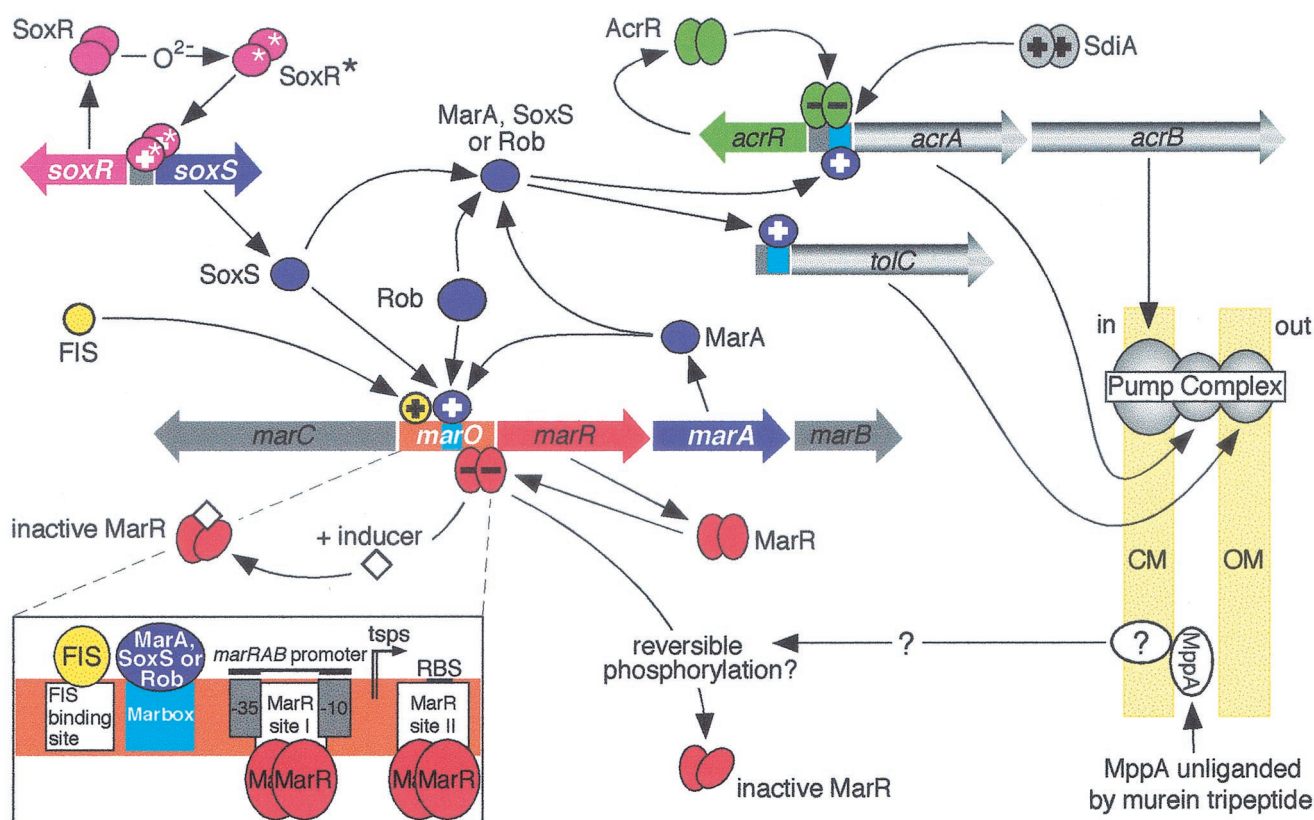 SoxR
O2-
SoxR*
AcrR
SdiA
MarA, SoxS
or Rob
* *
* *
soxR
soxS
acrR
acrA
acrB
SoxS
Rob
tolC
FIS
MarA
in
out
Pump Complex
marC
marO
marR
marA
marB
inactive MarR
+ inducer
MarR
CM
OM
reversible
phosphorylation?
?
?
MppA
inactive MarR
MppA unliganded
by murein tripeptide
FIS
MarA,
SoxS or
Rob
marRAB promoter
tsps
RBS
FIS
binding
site
Marbox
-35
MarR
site I
-10
MarR
site II
Ma
MarR
Ma
MarR